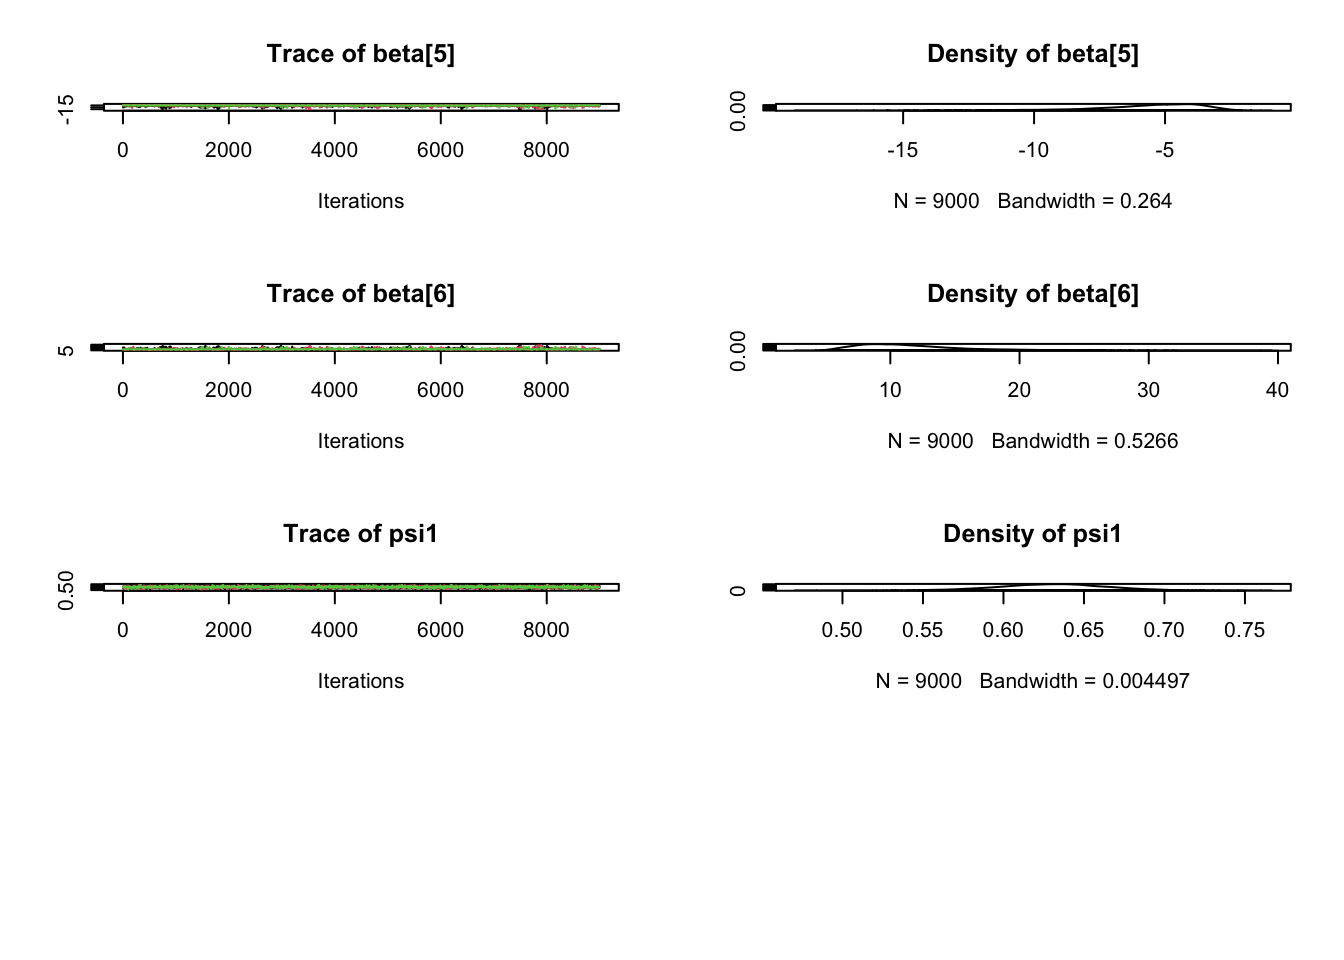 Trace of beta[5]
-15
0 2000 4000 6000 8000
Iterations
Density of beta[5]
0.00
-15 -10 -5
N = 9000 Bandwidth = 0.264
Trace of beta[6]
5
0 2000 4000 6000 8000
Iterations
Density of beta[6]
0.00
10 20 30 40
N = 9000 Bandwidth = 0.5266
Trace of psi1
0.50
0 2000 4000 6000 8000
Iterations
Density of psi1
0
0.50 0.55 0.60 0.65 0.70 0.75
N = 9000 Bandwidth = 0.004497